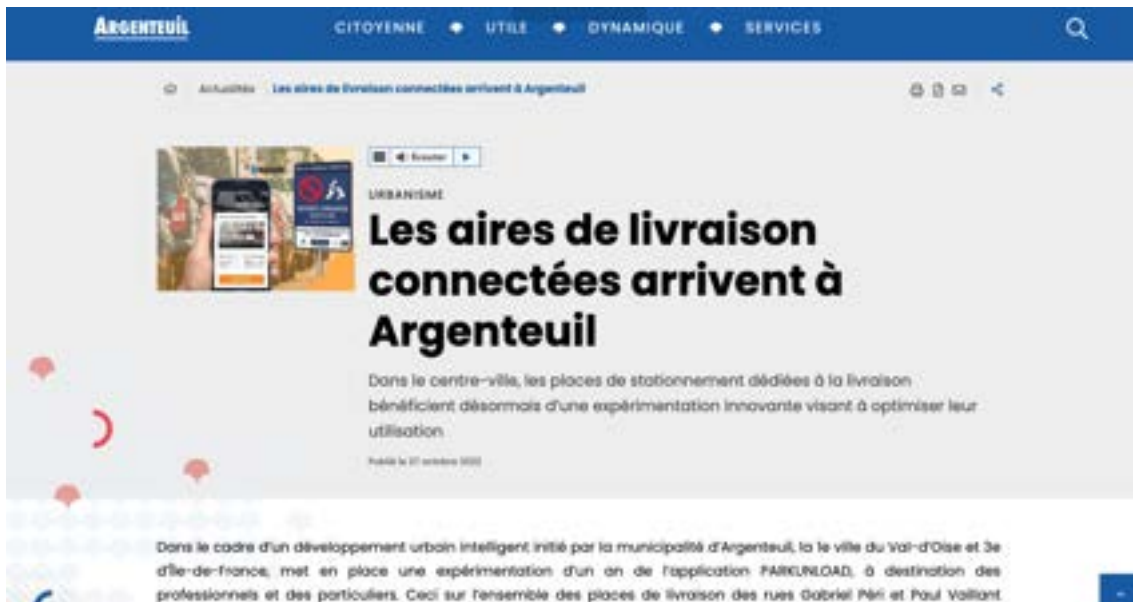 ARGENTEUIL
CITOYENNE UTILE DYNAMIQUE SERVICES
Actualités Les aires de livraison connectées arrivent à Argenteuil
Écouter
URBANISME
Les aires de livraison
connectées arrivent à
Argenteuil
Dans le centre-ville, les places de stationnement dédiées à la livraison
bénéficient désormais d'une expérimentation innovante visant à optimiser leur
utilisation
Publié le 27 octobre
Dans le cadre d'un développement urbain intelligent initié par la municipalité d'Argenteuil, la 1e ville du Val-d'Oise et 3e
d'Île-de-France, met en place une expérimentation d'un an de l'application PARKUNLOAD, à destination des
professionnels et des particuliers. Ceci sur l'ensemble des places de livraison des rues Gabriel Péri et Paul Vaillant